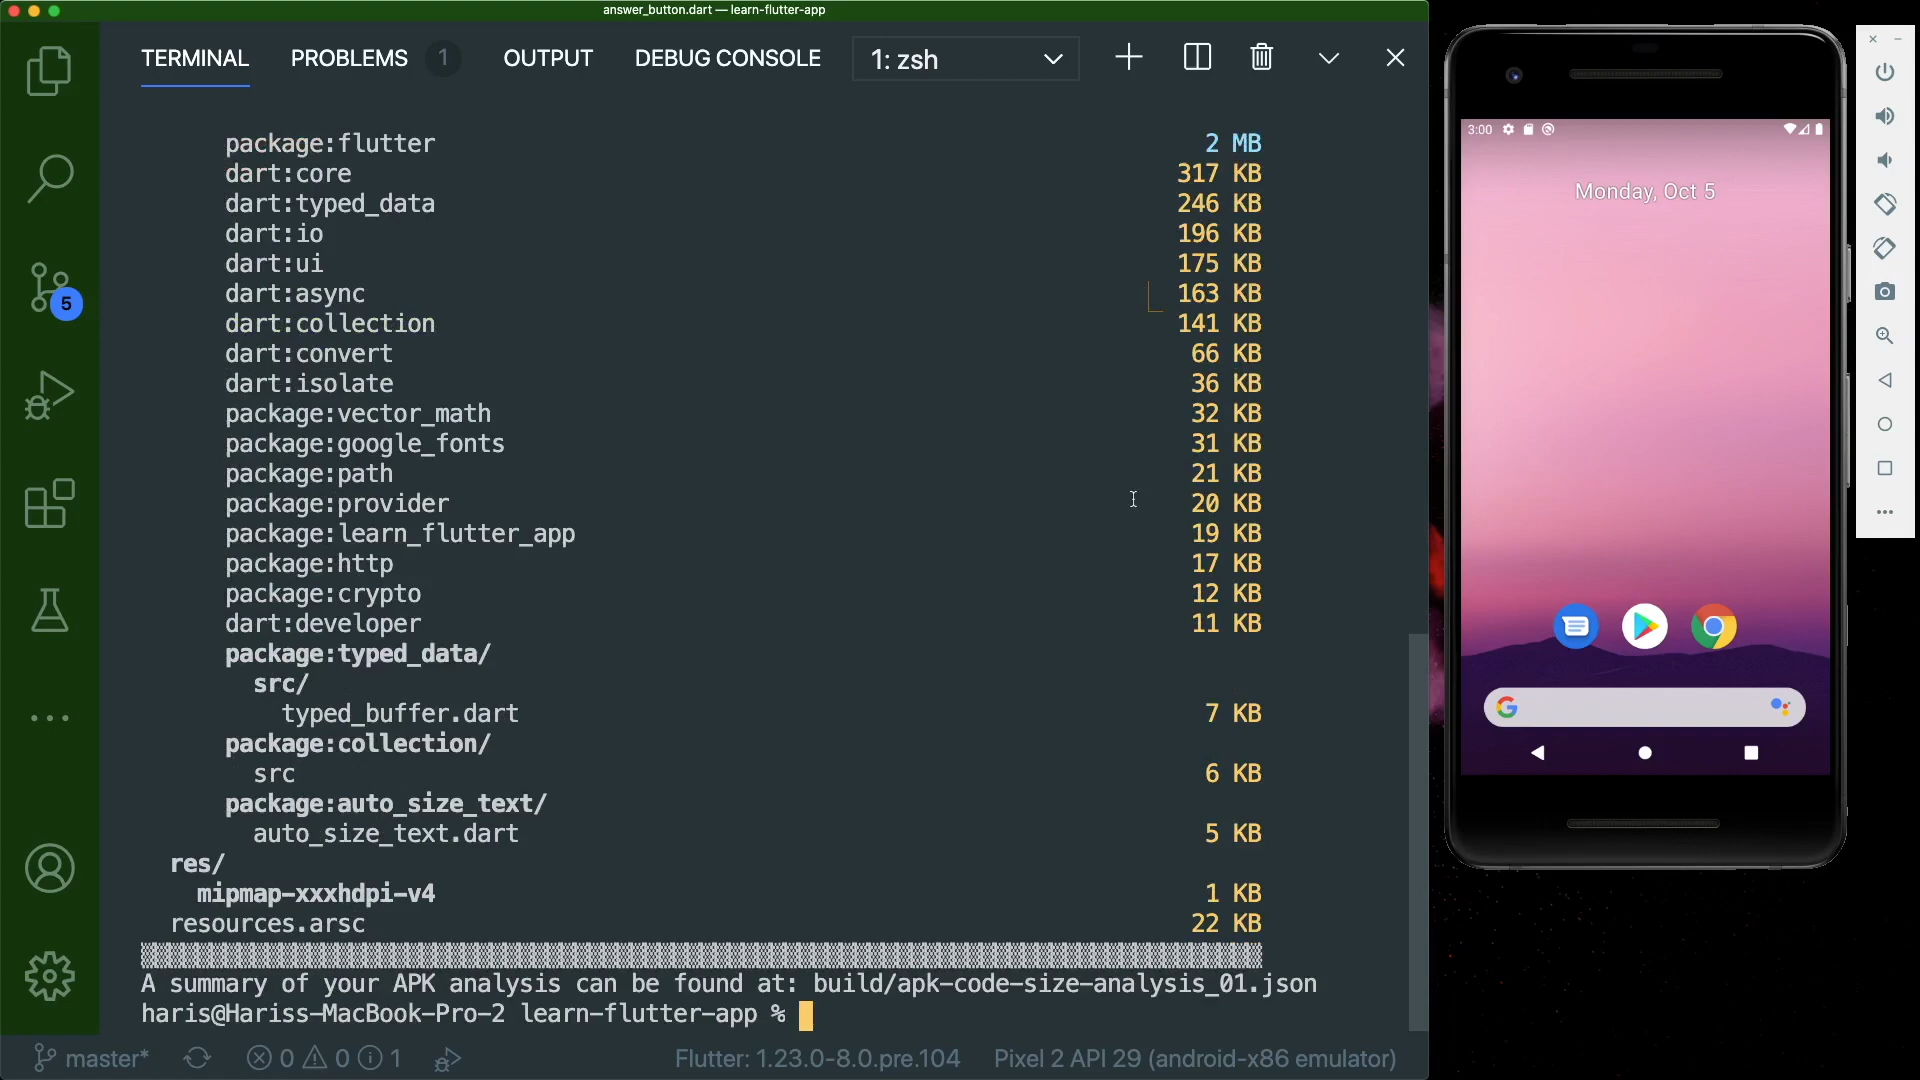 answer_button.dart — learn-flutter-app
TERMINAL PROBLEMS 1 OUTPUT DEBUG CONSOLE 1: zsh
package:flutter 2 MB
dart:core 317 KB
dart:typed_data 246 KB
dart:io 196 KB
dart:ui 175 KB
dart:async 163 KB
dart:collection 141 KB
dart:convert 66 KB
dart:isolate 36 KB
package:vector_math 32 KB
package:google_fonts 31 KB
package:path 21 KB
package:provider 20 KB
package:learn_flutter_app 19 KB
package:http 17 KB
package:crypto 12 KB
dart:developer 11 KB
package:typed_data/
src/
typed_buffer.dart 7 KB
package:collection/
src 6 KB
package:auto_size_text/
auto_size_text.dart 5 KB
res/
mipmap-xxxhdpi-v4 1 KB
resources.arsc 22 KB
A summary of your APK analysis can be found at: build/apk-code-size-analysis_01.json
haris@Hariss-MacBook-Pro-2 learn-flutter-app %
5
master* 0 0 1 Flutter: 1.23.0-8.0.pre.104 Pixel 2 API 29 (android-x86 emulator)
3:00
Monday, Oct 5